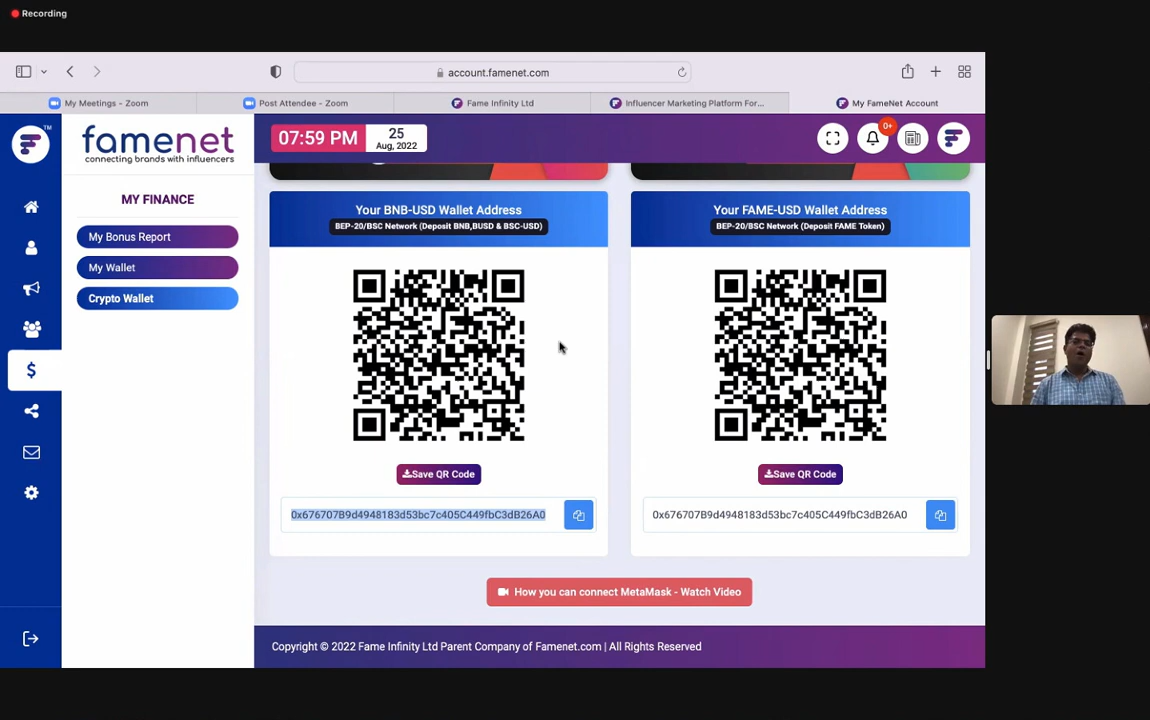 Recording
account.famenet.com
My Meetings - Zoom
Post Attendee - Zoom
Fame Infinity Ltd
Influencer Marketing Platform For...
My FameNet Account
TM
famenet
connecting brands with influencers
07:59 PM
25
Aug, 2022
0+
MY FINANCE
My Bonus Report
My Wallet
Crypto Wallet
Your BNB-USD Wallet Address
BEP-20/BSC Network (Deposit BNB,BUSD & BSC-USD)
Save QR Code
0x676707B9d4948183d53bc7c405C449fbC3dB26A0
Your FAME-USD Wallet Address
BEP-20/BSC Network (Deposit FAME Token)
Save QR Code
0x676707B9d4948183d53bc7c405C449fbC3dB26A0
How you can connect MetaMask - Watch Video
Copyright © 2022 Fame Infinity Ltd Parent Company of Famenet.com | All Rights Reserved